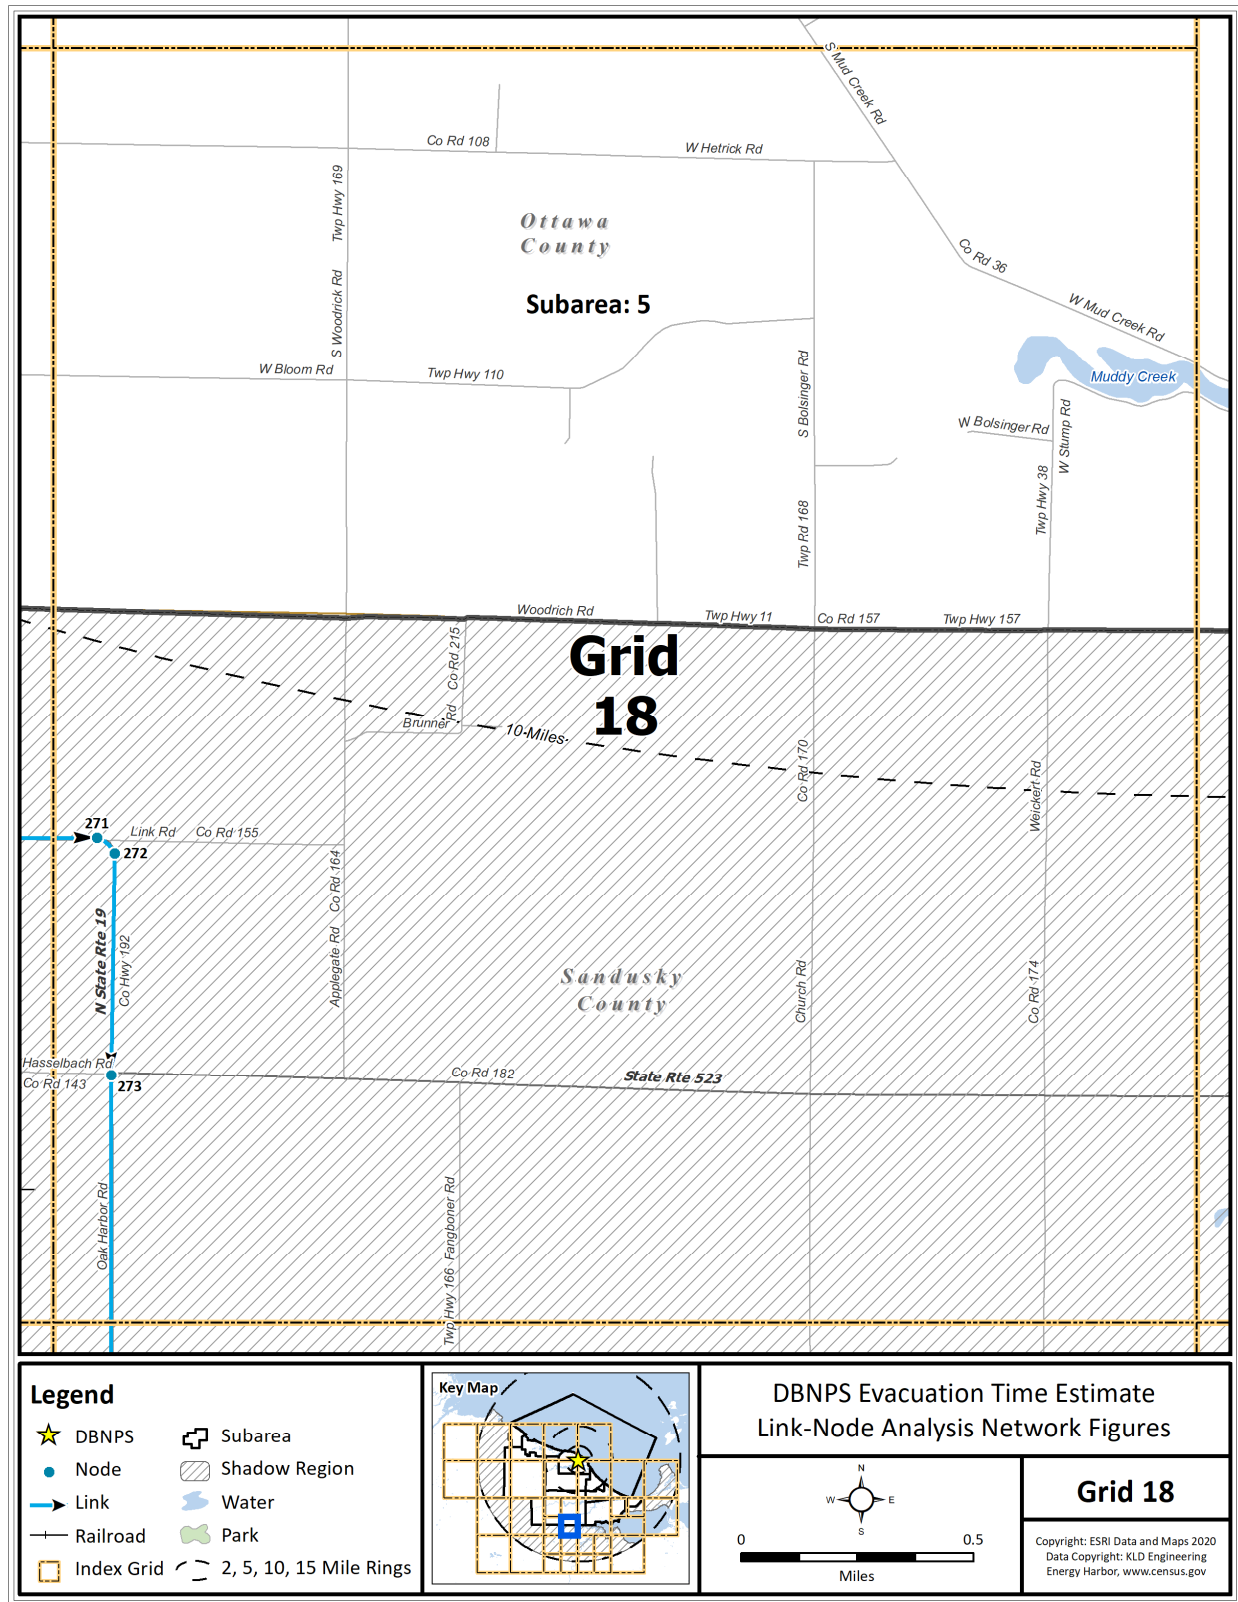 S Mud Creek Rd
Co Rd 108
W Hetrick Rd
Twp Hwy 169
Ottawa
County
Co Rd 36
S Woodrick Rd
Subarea: 5
W Mud Creek Rd
W Bloom Rd
Twp Hwy 110
Muddy Creek
S Bolsinger Rd
W Bolsinger Rd
W Stump Rd
Twp Hwy 38
Twp Rd 168
Woodrich Rd
Twp Hwy 11
Co Rd 157
Twp Hwy 157
Co Rd 215
Grid
18
Brunner Rd
10 Miles
Co Rd 170
Weickert Rd
271
Link Rd
Co Rd 155
272
Co Rd 164
N State Rte 19
Co Hwy 192
Applegate Rd
Sandusky
County
Church Rd
Co Rd 174
Hasselbach Rd
Co Rd 143
273
Co Rd 182
State Rte 523
Oak Harbor Rd
Fangboner Rd
Twp Hwy 166
Legend
DBNPS
Subarea
Node
Shadow Region
Link
Water
Railroad
Park
Index Grid
2, 5, 10, 15 Mile Rings
Key Map
DBNPS Evacuation Time Estimate
Link-Node Analysis Network Figures
N
W
E
S
0
0.5
Miles
Grid 18
Copyright: ESRI Data and Maps 2020
Data Copyright: KLD Engineering
Energy Harbor, www.census.gov